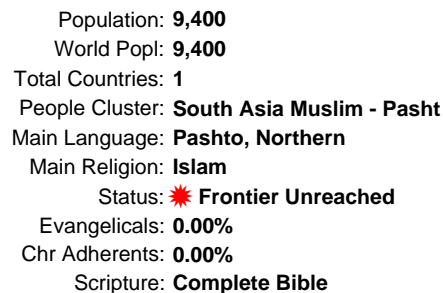 Population: 9,400
World Popl: 9,400
Total Countries: 1
People Cluster: South Asia Muslim - Pasht
Main Language: Pashto, Northern
Main Religion: Islam
Status: Frontier Unreached
Evangelicals: 0.00%
Chr Adherents: 0.00%
Scripture: Complete Bible